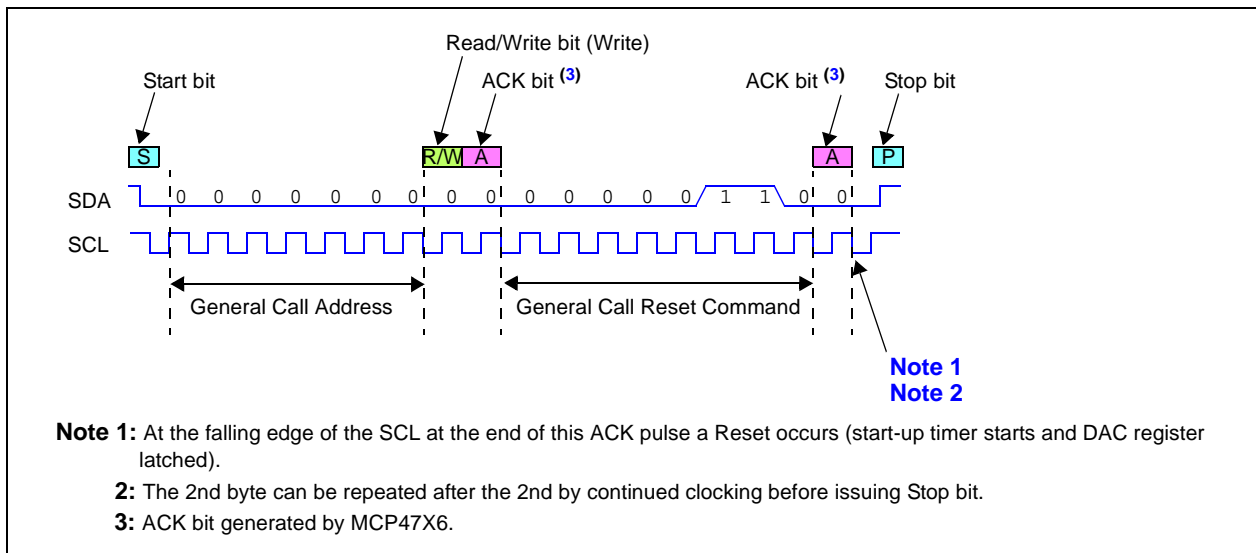 Read/Write bit (Write)
Start bit
ACK bit (3)
ACK bit (3)
Stop bit
S
R/W
A
A
P
SDA
0 0 0 0 0 0 0 0 0 0 0 0 0 0 1 1 0 0
SCL
General Call Address
General Call Reset Command
Note 1
Note 2
Note 1: At the falling edge of the SCL at the end of this ACK pulse a Reset occurs (start-up timer starts and DAC register
latched).
2: The 2nd byte can be repeated after the 2nd by continued clocking before issuing Stop bit.
3: ACK bit generated by MCP47X6.